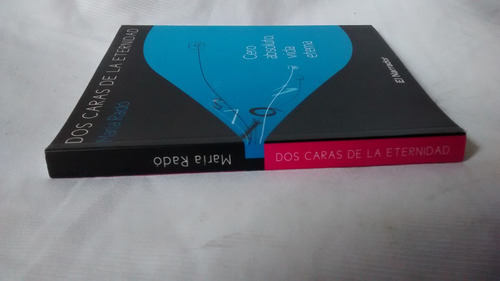 DOS CARAS DE LA ETERNIDAD
María Radó
Cero
absoluto,
vida
eterna
El Narrador
María Radó
DOS CARAS DE LA ETERNIDAD